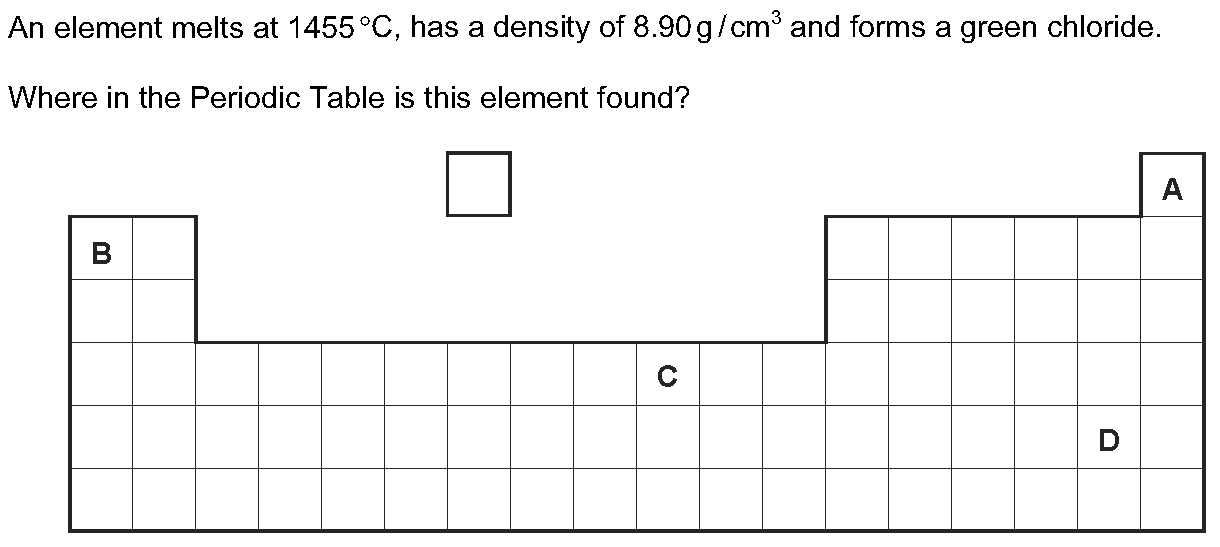 An element melts at 1455 °C, has a density of 8.90 g / cm³ and forms a green chloride.
Where in the Periodic Table is this element found?
A
B
C
D